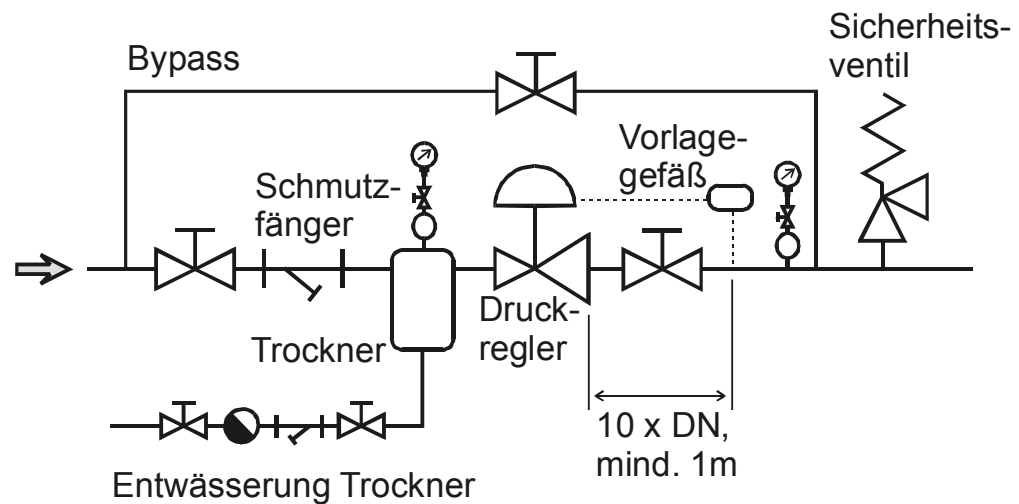 Bypass
Sicherheits-
ventil
Vorlage-
gefäß
Schmutz-
fänger
Trockner
Druck-
regler
10 x DN,
mind. 1m
Entwässerung Trockner